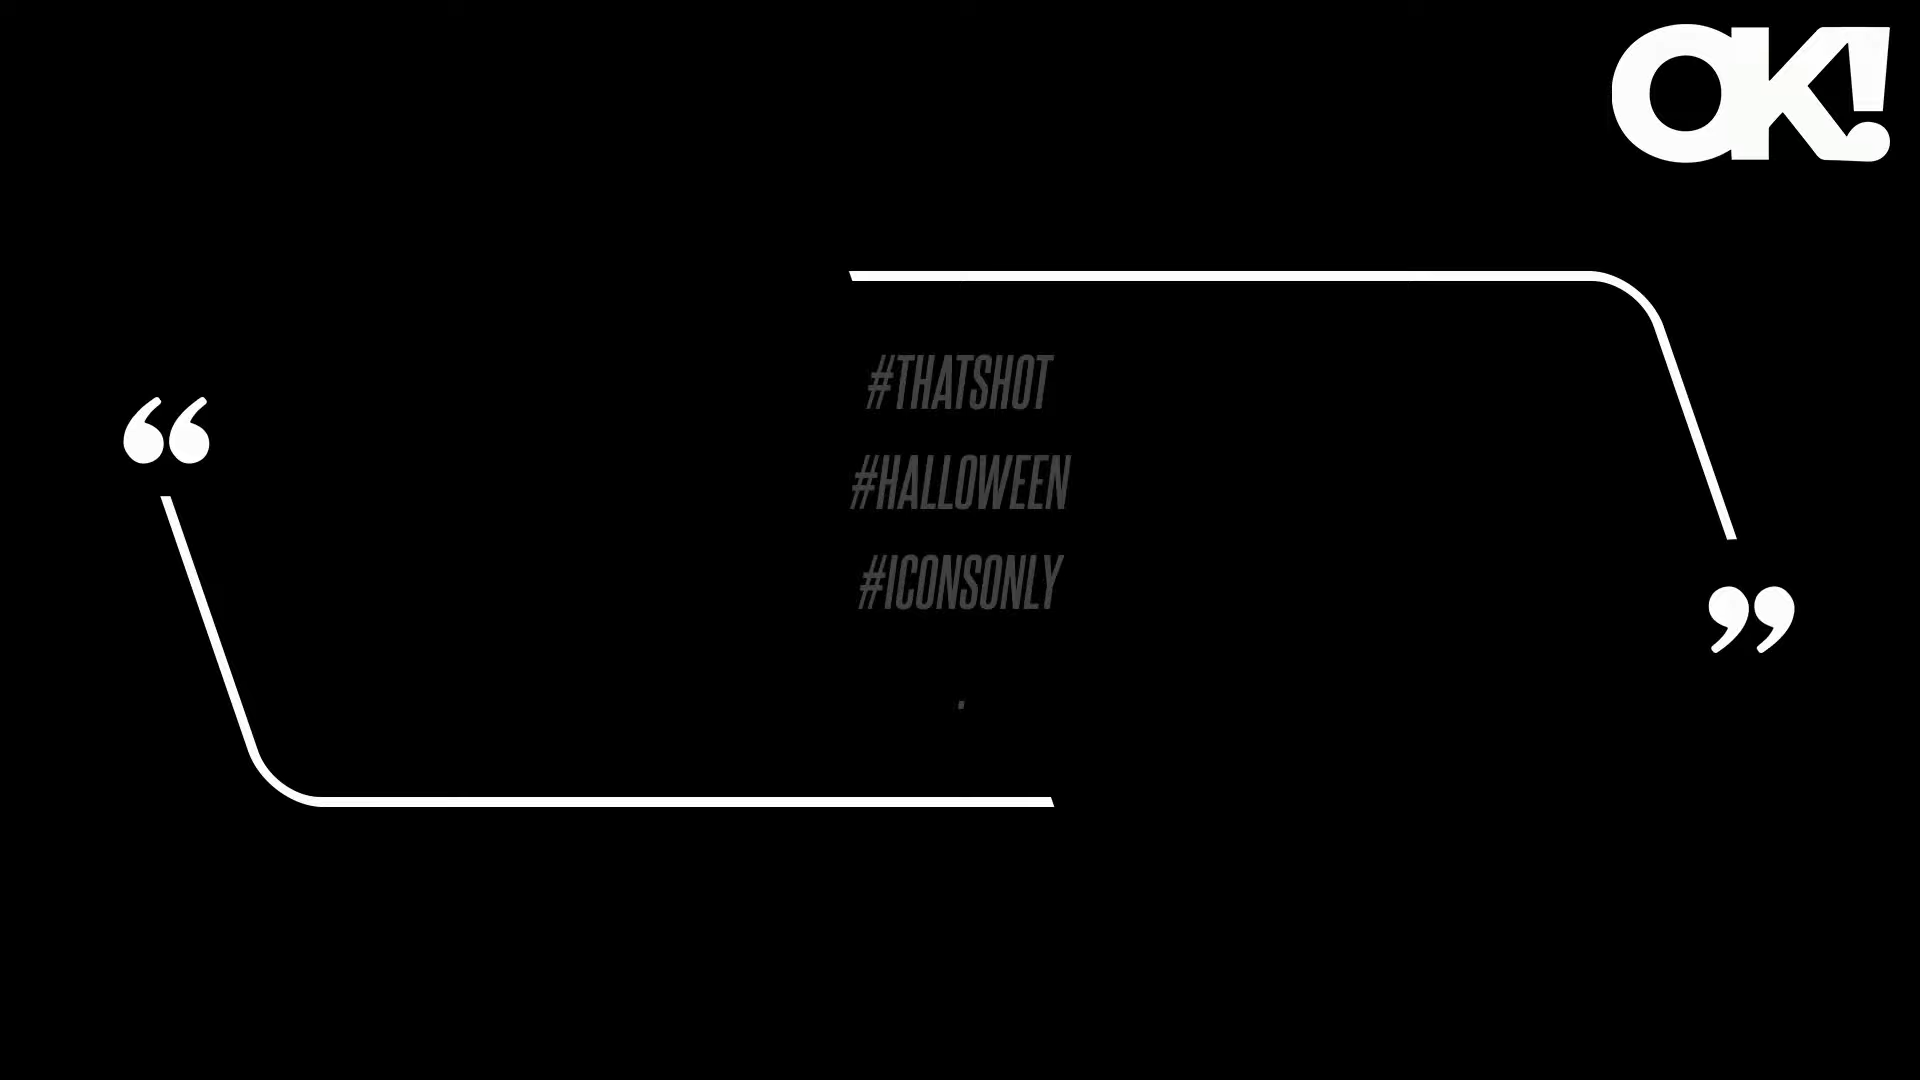 OK!
“
#THATSHOT
#HALLOWEEN
#ICONSONLY
.
”